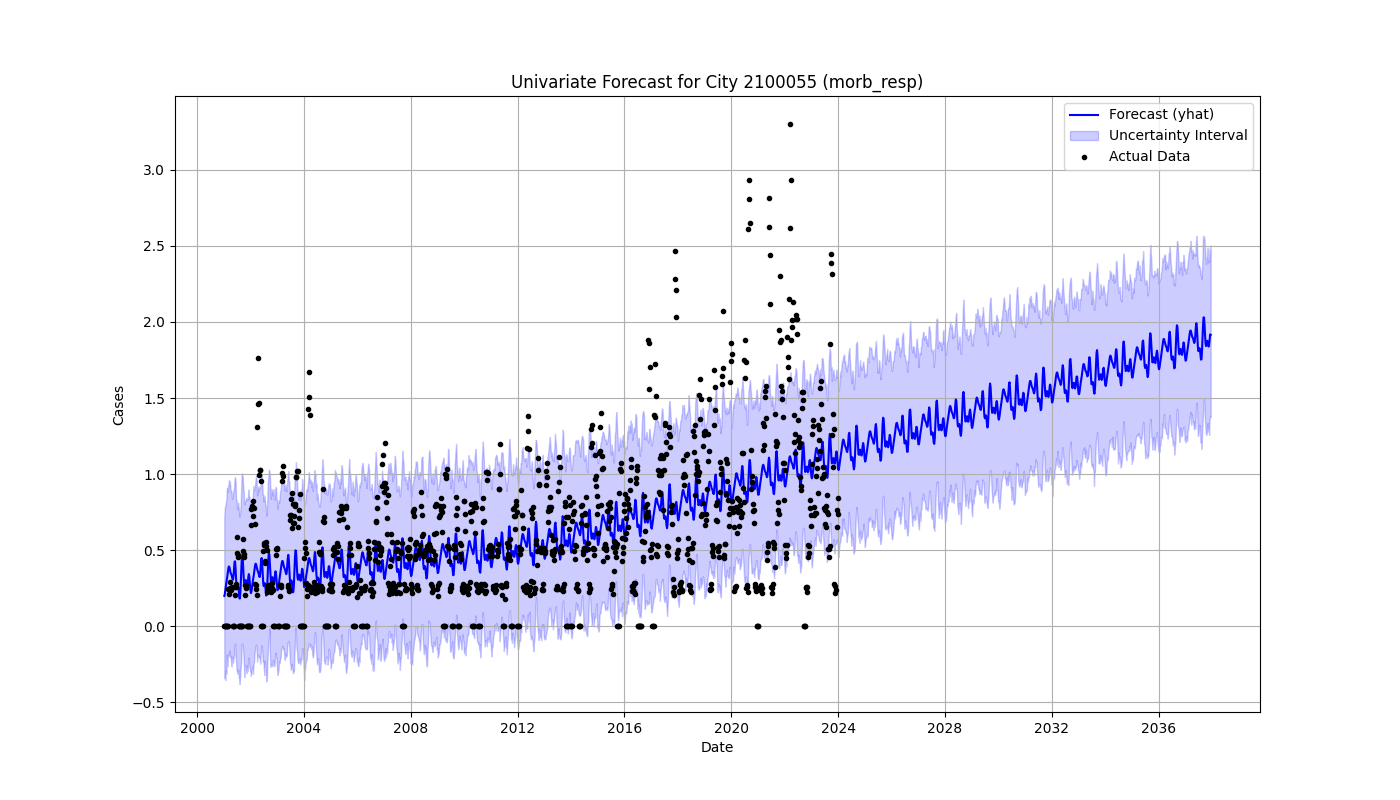 Univariate Forecast for City 2100055 (morb_resp)
Forecast (yhat)
Uncertainty Interval
Actual Data
Cases
3.0
2.5
2.0
1.5
1.0
0.5
0.0
−0.5
2000 2004 2008 2012 2016 2020 2024 2028 2032 2036
Date